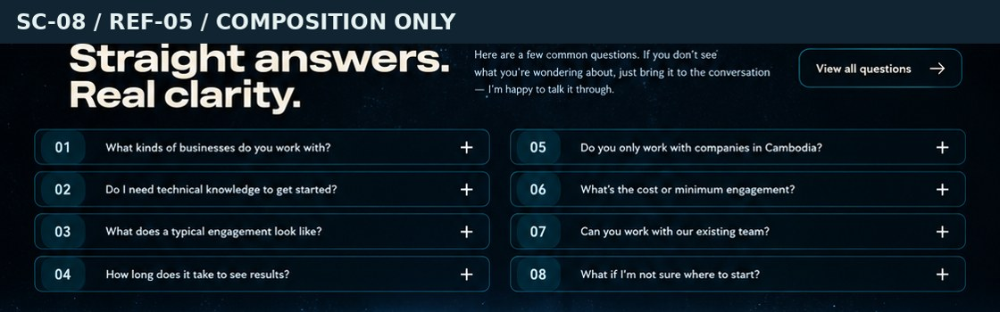 SC-08 / REF-05 / COMPOSITION ONLY
Straight answers.
Real clarity.
Here are a few common questions. If you don't see
what you're wondering about, just bring it to the conversation
— I'm happy to talk it through.
View all questions →
01 What kinds of businesses do you work with? +
02 Do I need technical knowledge to get started? +
03 What does a typical engagement look like? +
04 How long does it take to see results? +
05 Do you only work with companies in Cambodia? +
06 What's the cost or minimum engagement? +
07 Can you work with our existing team? +
08 What if I'm not sure where to start? +